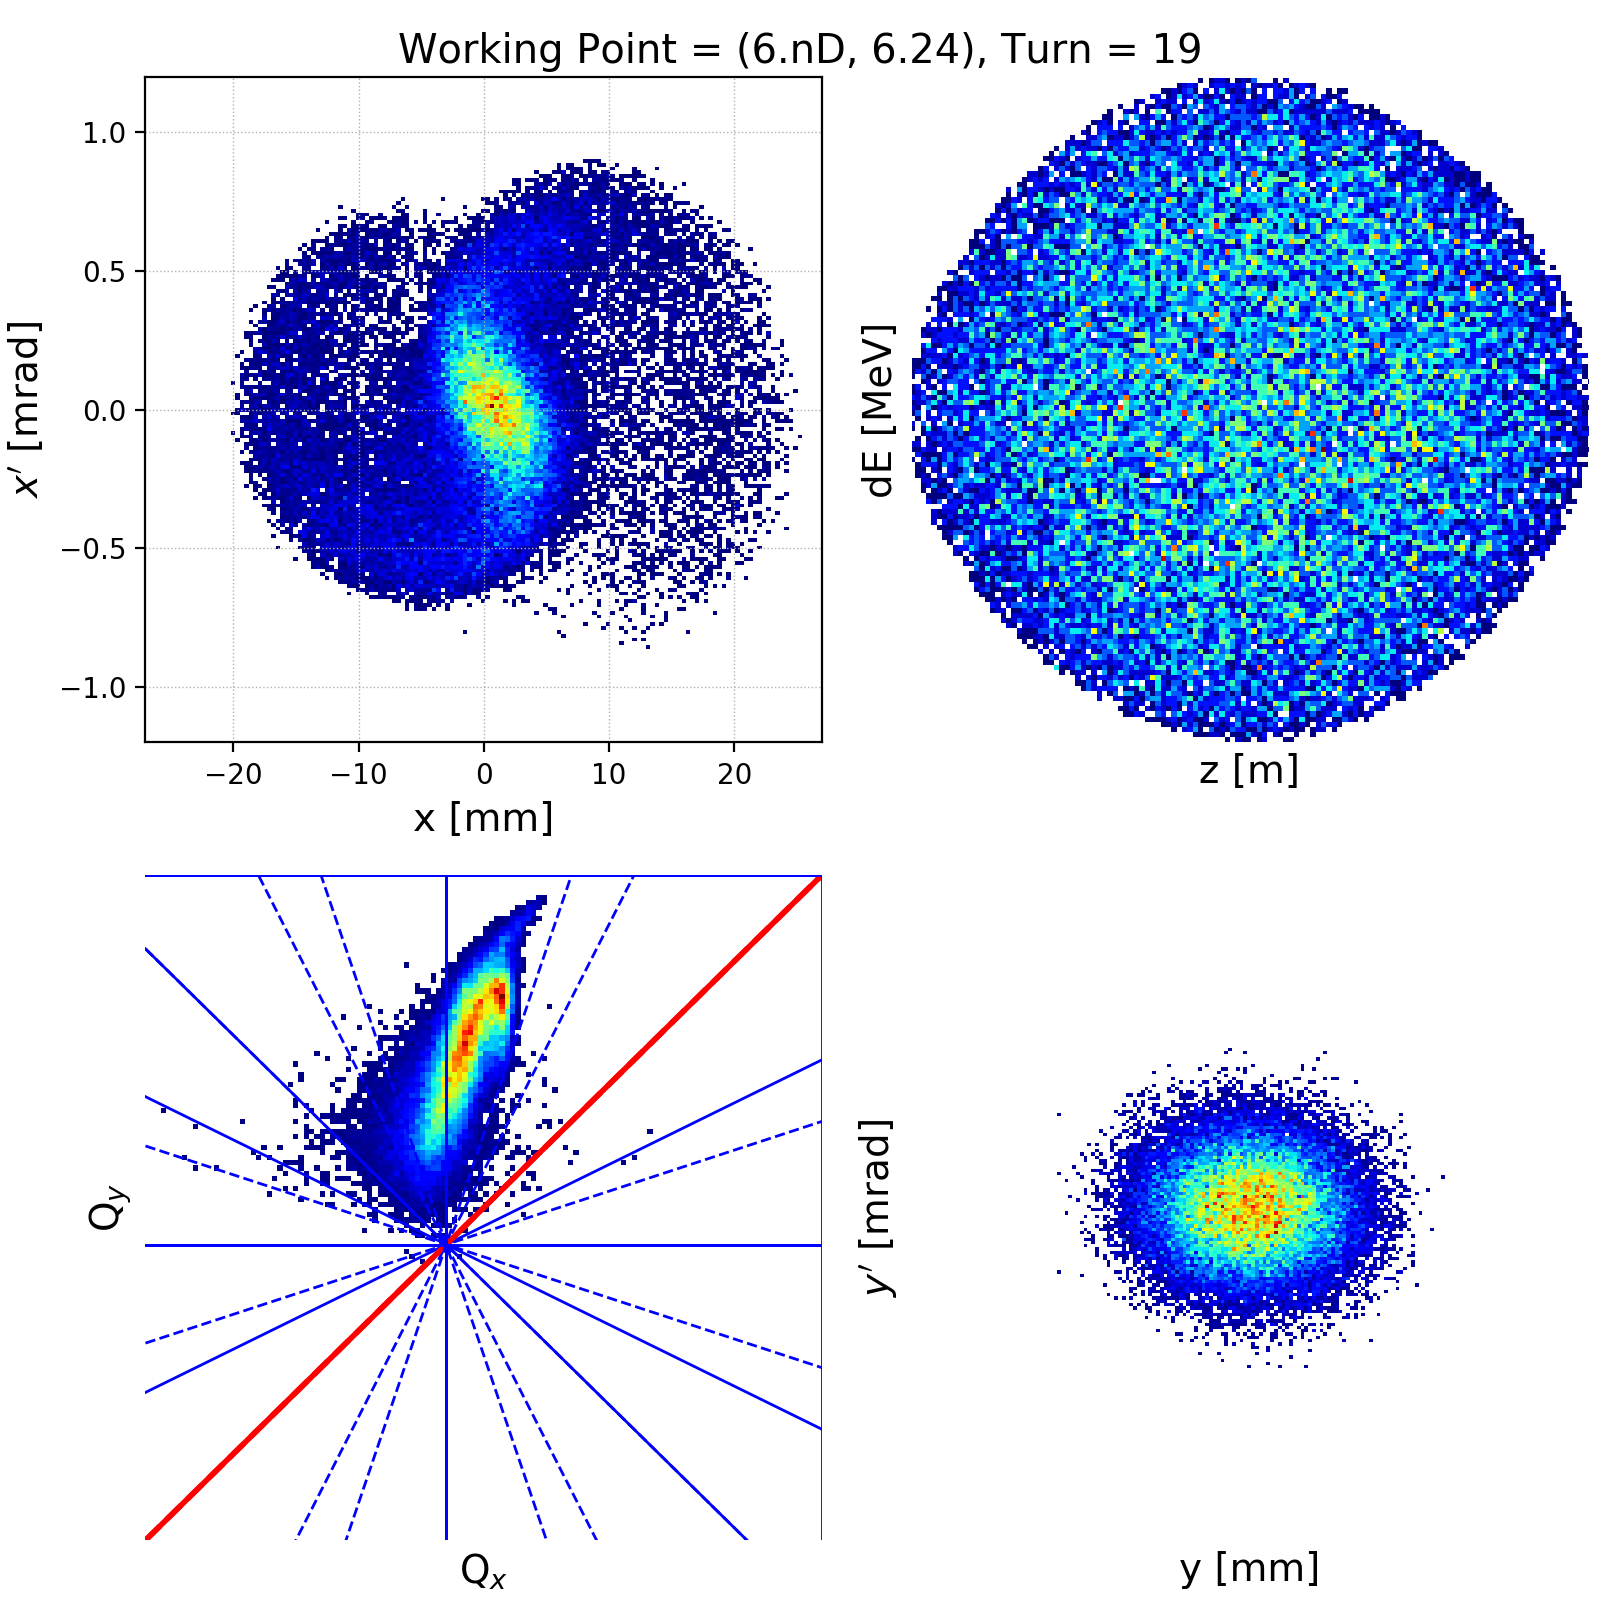 Working Point = (6.nD, 6.24), Turn = 19
1.0
0.5
0.0
−0.5
−1.0
x′ [mrad]
−20 −10 0 10 20
x [mm]
dE [MeV]
z [m]
Qy
Qx
y′ [mrad]
y [mm]